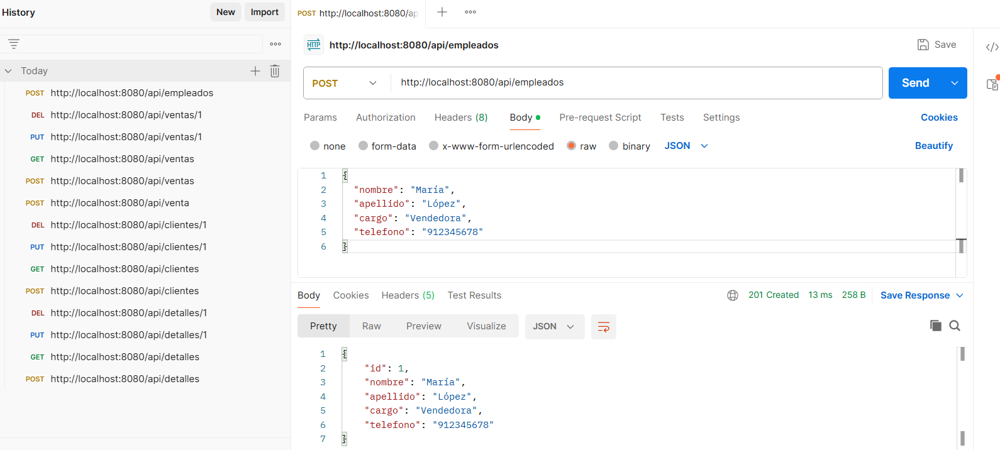 History
New
Import
Today
POST http://localhost:8080/api/empleados
DEL http://localhost:8080/api/ventas/1
PUT http://localhost:8080/api/ventas/1
GET http://localhost:8080/api/ventas
POST http://localhost:8080/api/ventas
POST http://localhost:8080/api/venta
DEL http://localhost:8080/api/clientes/1
PUT http://localhost:8080/api/clientes/1
GET http://localhost:8080/api/clientes
POST http://localhost:8080/api/clientes
DEL http://localhost:8080/api/detalles/1
PUT http://localhost:8080/api/detalles/1
GET http://localhost:8080/api/detalles
POST http://localhost:8080/api/detalles
POST http://localhost:8080/ap
HTTP http://localhost:8080/api/empleados
Save
POST http://localhost:8080/api/empleados
Send
Params Authorization Headers (8) Body Pre-request Script Tests Settings Cookies
none form-data x-www-form-urlencoded raw binary JSON Beautify
1 {
2 "nombre": "María",
3 "apellido": "López",
4 "cargo": "Vendedora",
5 "telefono": "912345678"
6 }
Body Cookies Headers (5) Test Results 201 Created 13 ms 258 B Save Response
Pretty Raw Preview Visualize JSON
1 {
2 "id": 1,
3 "nombre": "María",
4 "apellido": "López",
5 "cargo": "Vendedora",
6 "telefono": "912345678"
7 }